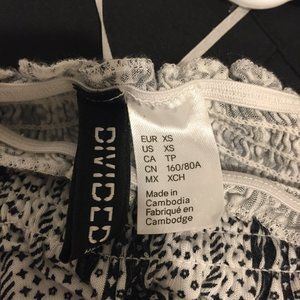 DIVIDED
EUR XS
US XS
CA TP
CN 160/80A
MX XCH
Made in
Cambodia
Fabriqué en
Cambodge